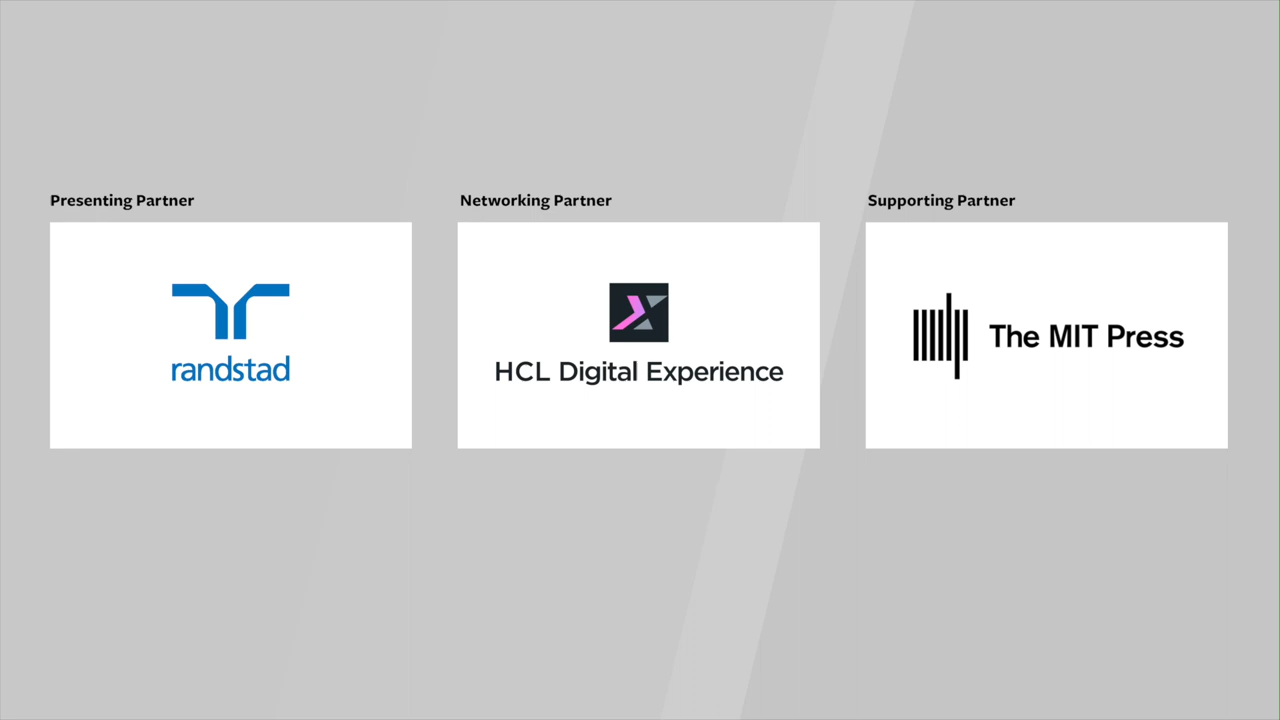 Presenting Partner
Networking Partner
Supporting Partner
randstad
HCL Digital Experience
The MIT Press